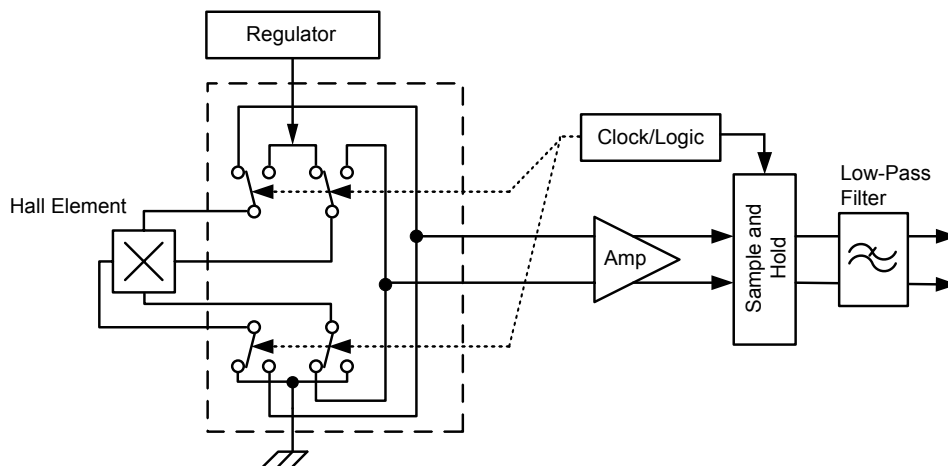 Regulator
Clock/Logic
Low-Pass
Filter
Hall Element
Amp
Sample and
Hold